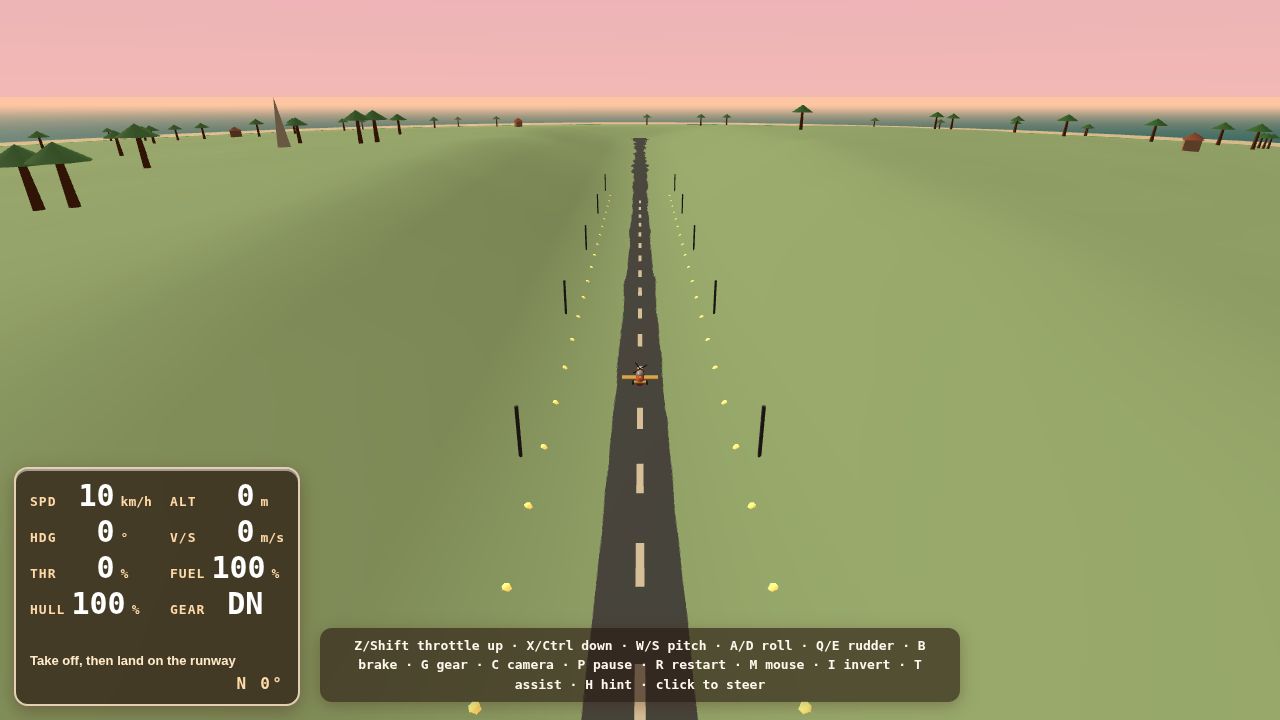 SPD 10 km/h ALT 0 m
HDG 0 ° V/S 0 m/s
THR 0 % FUEL 100 %
HULL 100 % GEAR DN
Take off, then land on the runway
N 0°
Z/Shift throttle up · X/Ctrl down · W/S pitch · A/D roll · Q/E rudder · B
brake · G gear · C camera · P pause · R restart · M mouse · I invert · T
assist · H hint · click to steer